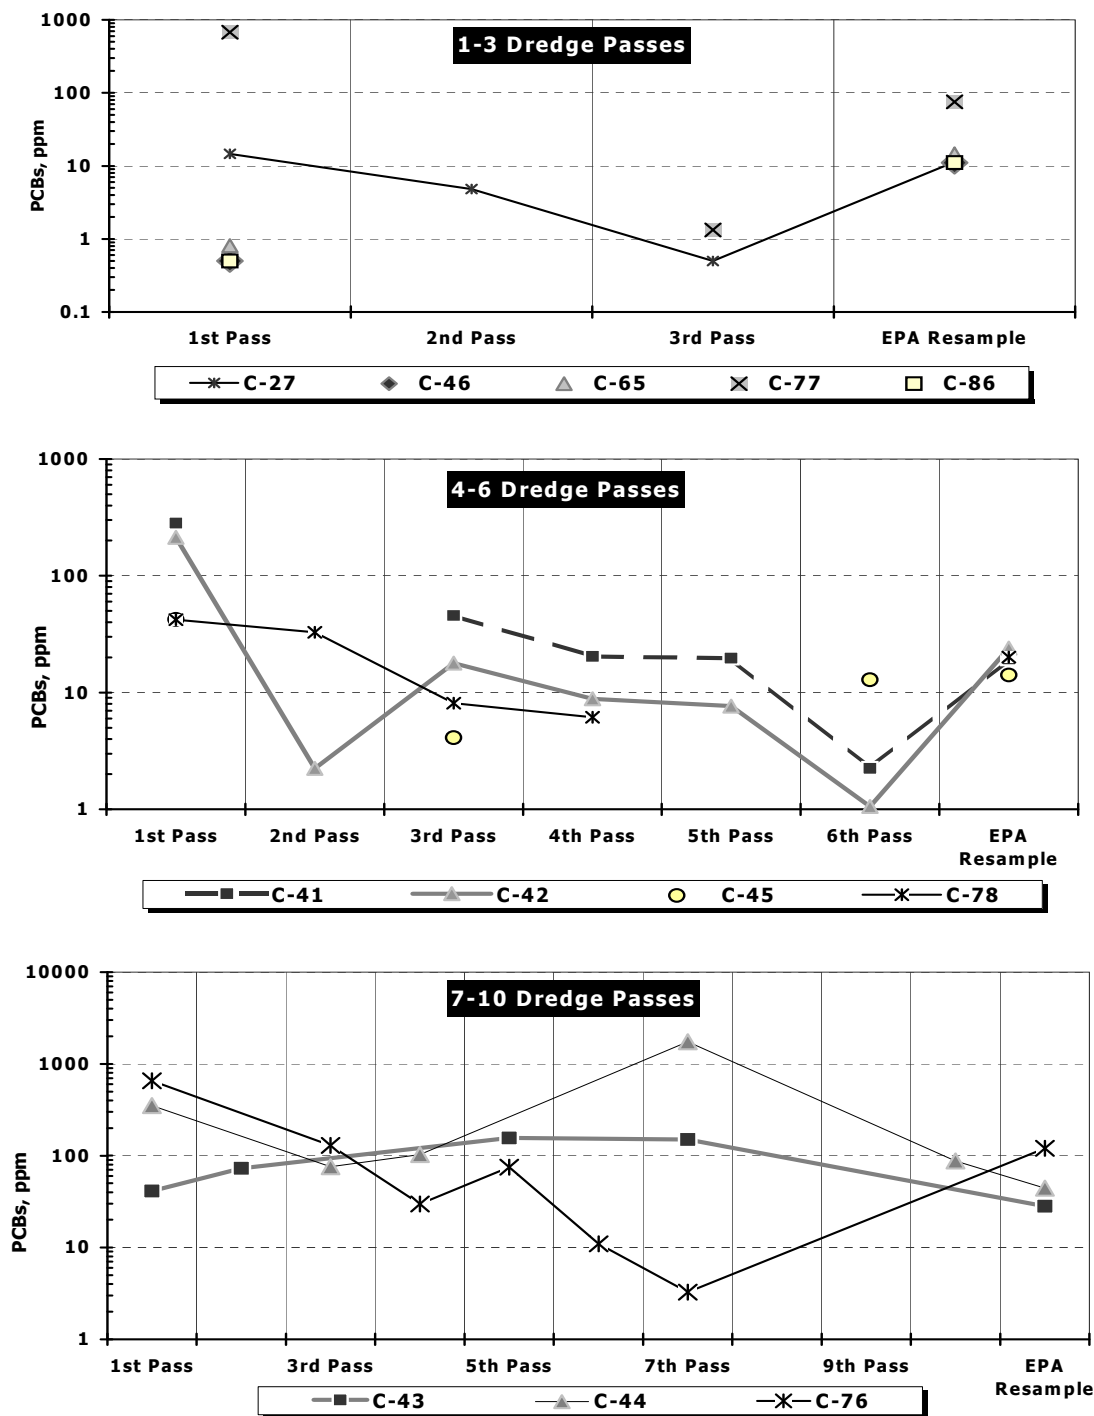 1-3 Dredge Passes
1000
100
10
1
0.1
PCBs, ppm
1st Pass 2nd Pass 3rd Pass EPA Resample
C-27 C-46 C-65 C-77 C-86
4-6 Dredge Passes
1000
100
10
1
PCBs, ppm
1st Pass 2nd Pass 3rd Pass 4th Pass 5th Pass 6th Pass EPA
Resample
C-41 C-42 C-45 C-78
7-10 Dredge Passes
10000
1000
100
10
1
PCBs, ppm
1st Pass 3rd Pass 5th Pass 7th Pass 9th Pass EPA
Resample
C-43 C-44 C-76